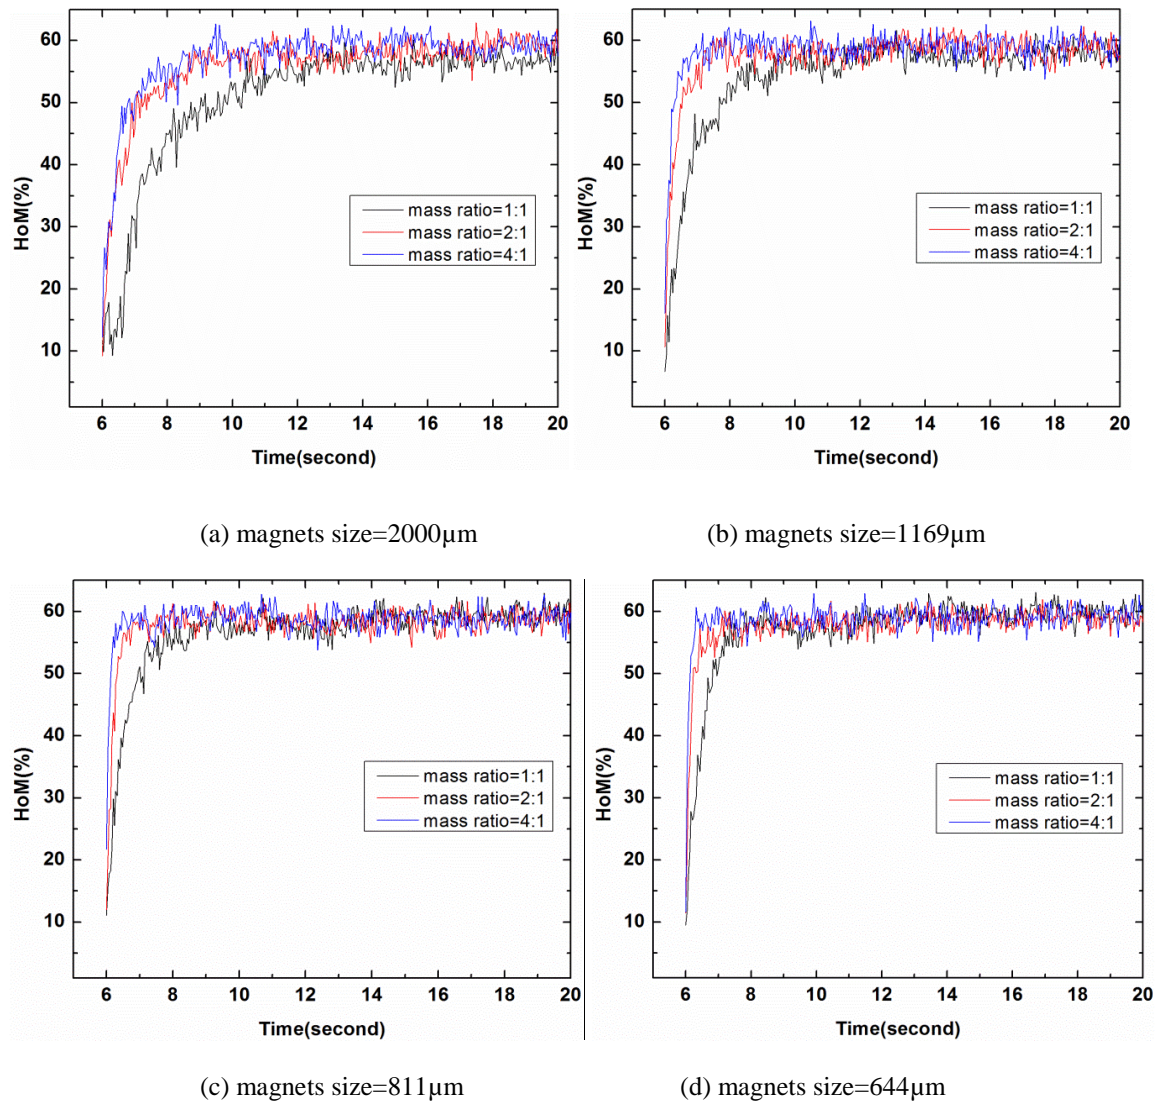 HoM(%)
60
50
40
30
20
10
mass ratio=1:1
mass ratio=2:1
mass ratio=4:1
6 8 10 12 14 16 18 20
Time(second)
HoM(%)
60
50
40
30
20
10
mass ratio=1:1
mass ratio=2:1
mass ratio=4:1
6 8 10 12 14 16 18 20
Time(second)
(a) magnets size=2000µm
(b) magnets size=1169µm
HoM(%)
60
50
40
30
20
10
mass ratio=1:1
mass ratio=2:1
mass ratio=4:1
6 8 10 12 14 16 18 20
Time(second)
HoM(%)
60
50
40
30
20
10
mass ratio=1:1
mass ratio=2:1
mass ratio=4:1
6 8 10 12 14 16 18 20
Time(second)
(c) magnets size=811µm
(d) magnets size=644µm